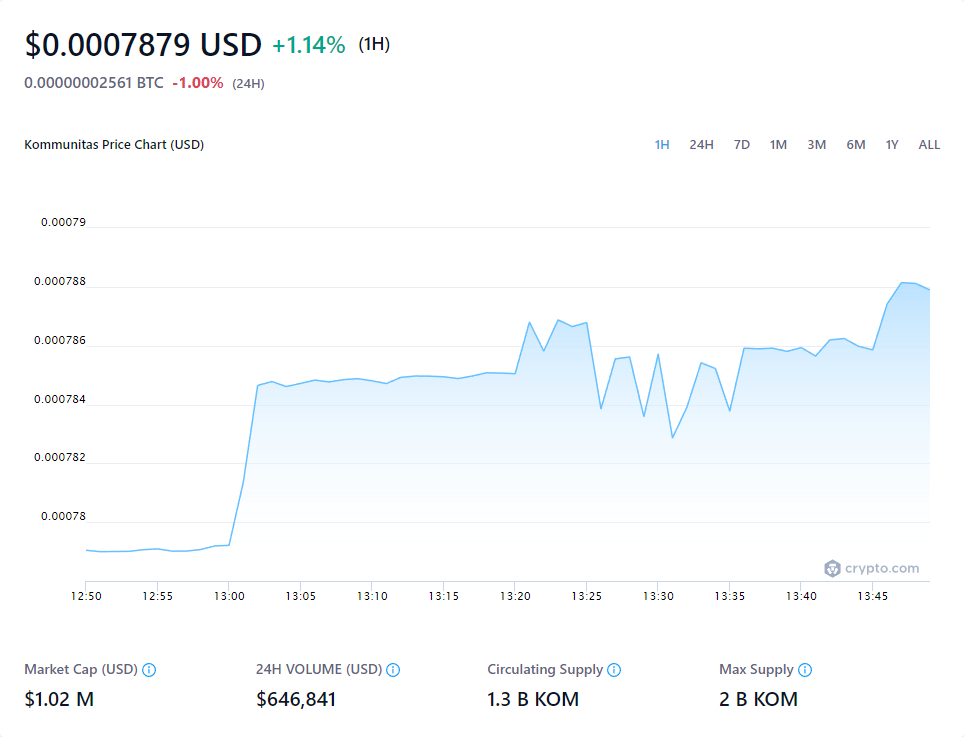 $0.0007879 USD +1.14% (1H)
0.00000002561 BTC -1.00% (24H)
Kommunitas Price Chart (USD)
1H 24H 7D 1M 3M 6M 1Y ALL
0.00079
0.000788
0.000786
0.000784
0.000782
0.00078
crypto.com
12:50 12:55 13:00 13:05 13:10 13:15 13:20 13:25 13:30 13:35 13:40 13:45
Market Cap (USD) 24H VOLUME (USD) Circulating Supply Max Supply
$1.02 M $646,841 1.3 B KOM 2 B KOM